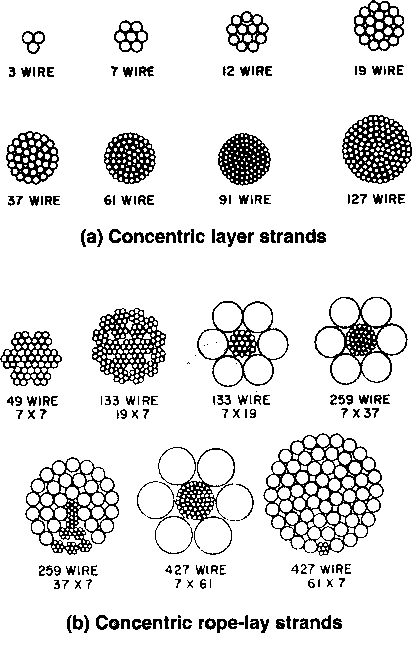 3 WIRE
7 WIRE
12 WIRE
19 WIRE
37 WIRE
61 WIRE
91 WIRE
127 WIRE
(a) Concentric layer strands
49 WIRE
7 X 7
133 WIRE
19 X 7
133 WIRE
7 X 19
259 WIRE
7 X 37
259 WIRE
37 X 7
427 WIRE
7 X 61
427 WIRE
61 X 7
(b) Concentric rope-lay strands